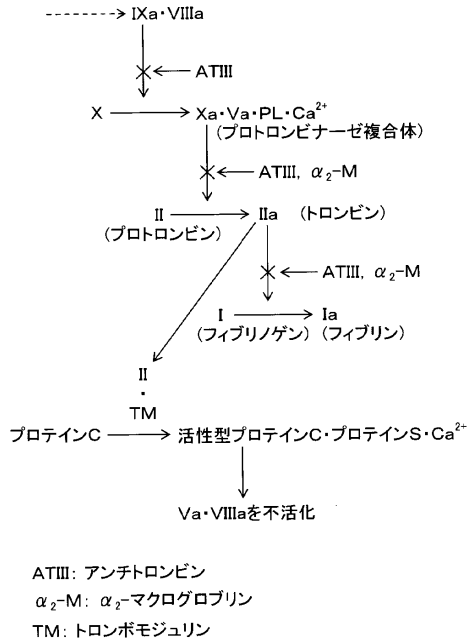 IXa・VIIIa
ATIII
X Xa・Va・PL・Ca²⁺
(プロトロンビナーゼ複合体)
ATIII, α₂-M
II IIa (トロンビン)
(プロトロンビン)
ATIII, α₂-M
I Ia
(フィブリノゲン) (フィブリン)
II
・
TM
プロテインC 活性型プロテインC・プロテインS・Ca²⁺
Va・VIIIaを不活化
ATIII: アンチトロンビン
α₂-M: α₂-マクログロブリン
TM: トロンボモジュリン